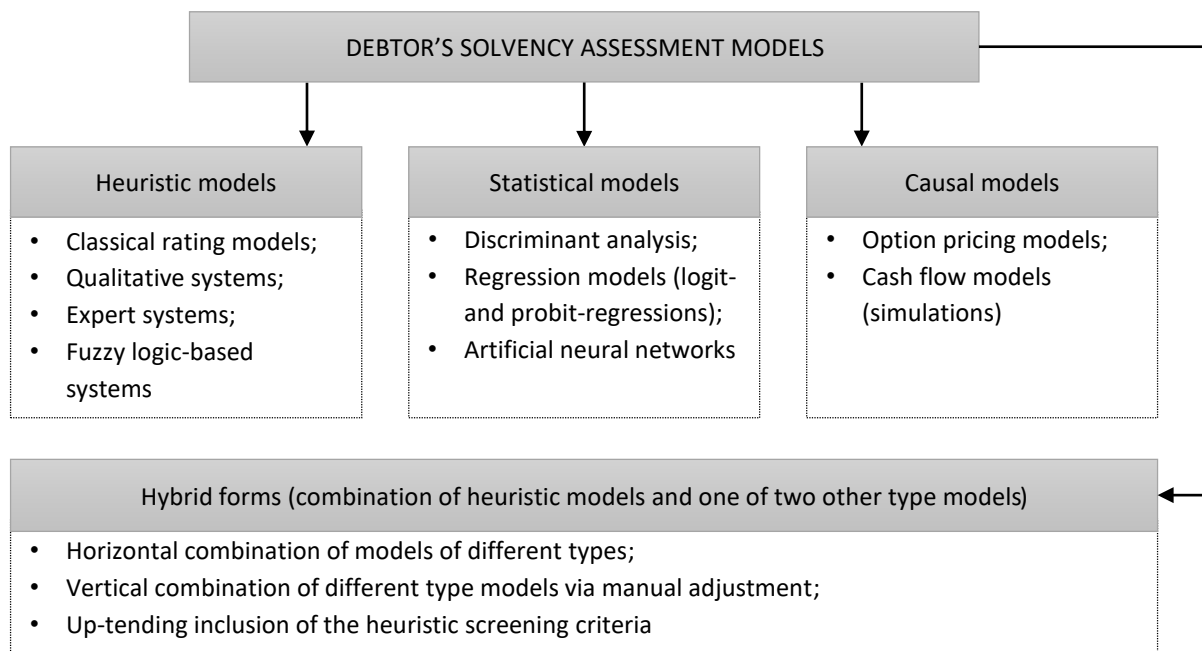 DEBTOR’S SOLVENCY ASSESSMENT MODELS
Heuristic models
• Classical rating models;
• Qualitative systems;
• Expert systems;
• Fuzzy logic-based
systems
Statistical models
• Discriminant analysis;
• Regression models (logit-
and probit-regressions);
• Artificial neural networks
Causal models
• Option pricing models;
• Cash flow models
(simulations)
Hybrid forms (combination of heuristic models and one of two other type models)
• Horizontal combination of models of different types;
• Vertical combination of different type models via manual adjustment;
• Up-tending inclusion of the heuristic screening criteria